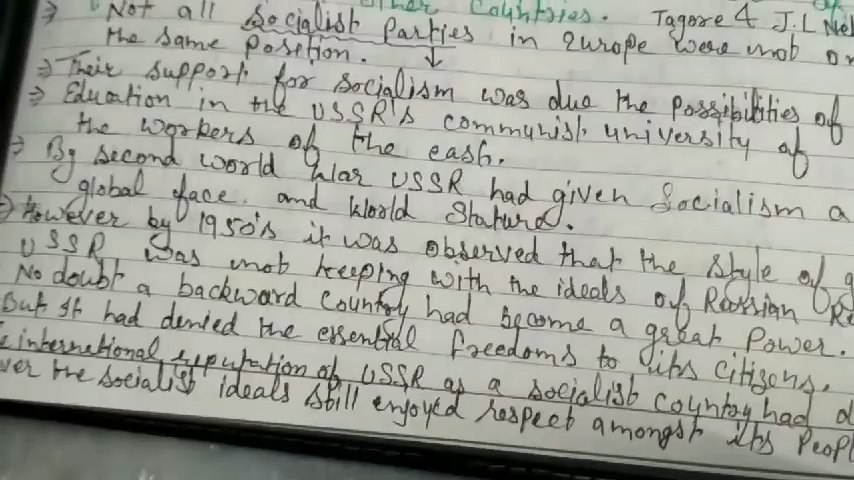 other Countries. Tagore & J.L Neh
⇒ Not all Socialist Parties in Europe were not on
the same position. ↓
⇒ Their support for socialism was due the possibilities of
⇒ Eduation in the USSR's communist university of
the workers of the east.
⇒ By second world War USSR had given Socialism a
global face. and World Stature.
⇒ However by 1950's it was observed that the style of g
USSR was not keeping with the ideals of Russian Re
No doubt a backward country had become a great Power.
But It had denied the essential freedoms to its citizens.
international reputation of USSR as a socialist country had d
ver the socialist ideals still enjoyed respect amongst its Peopl